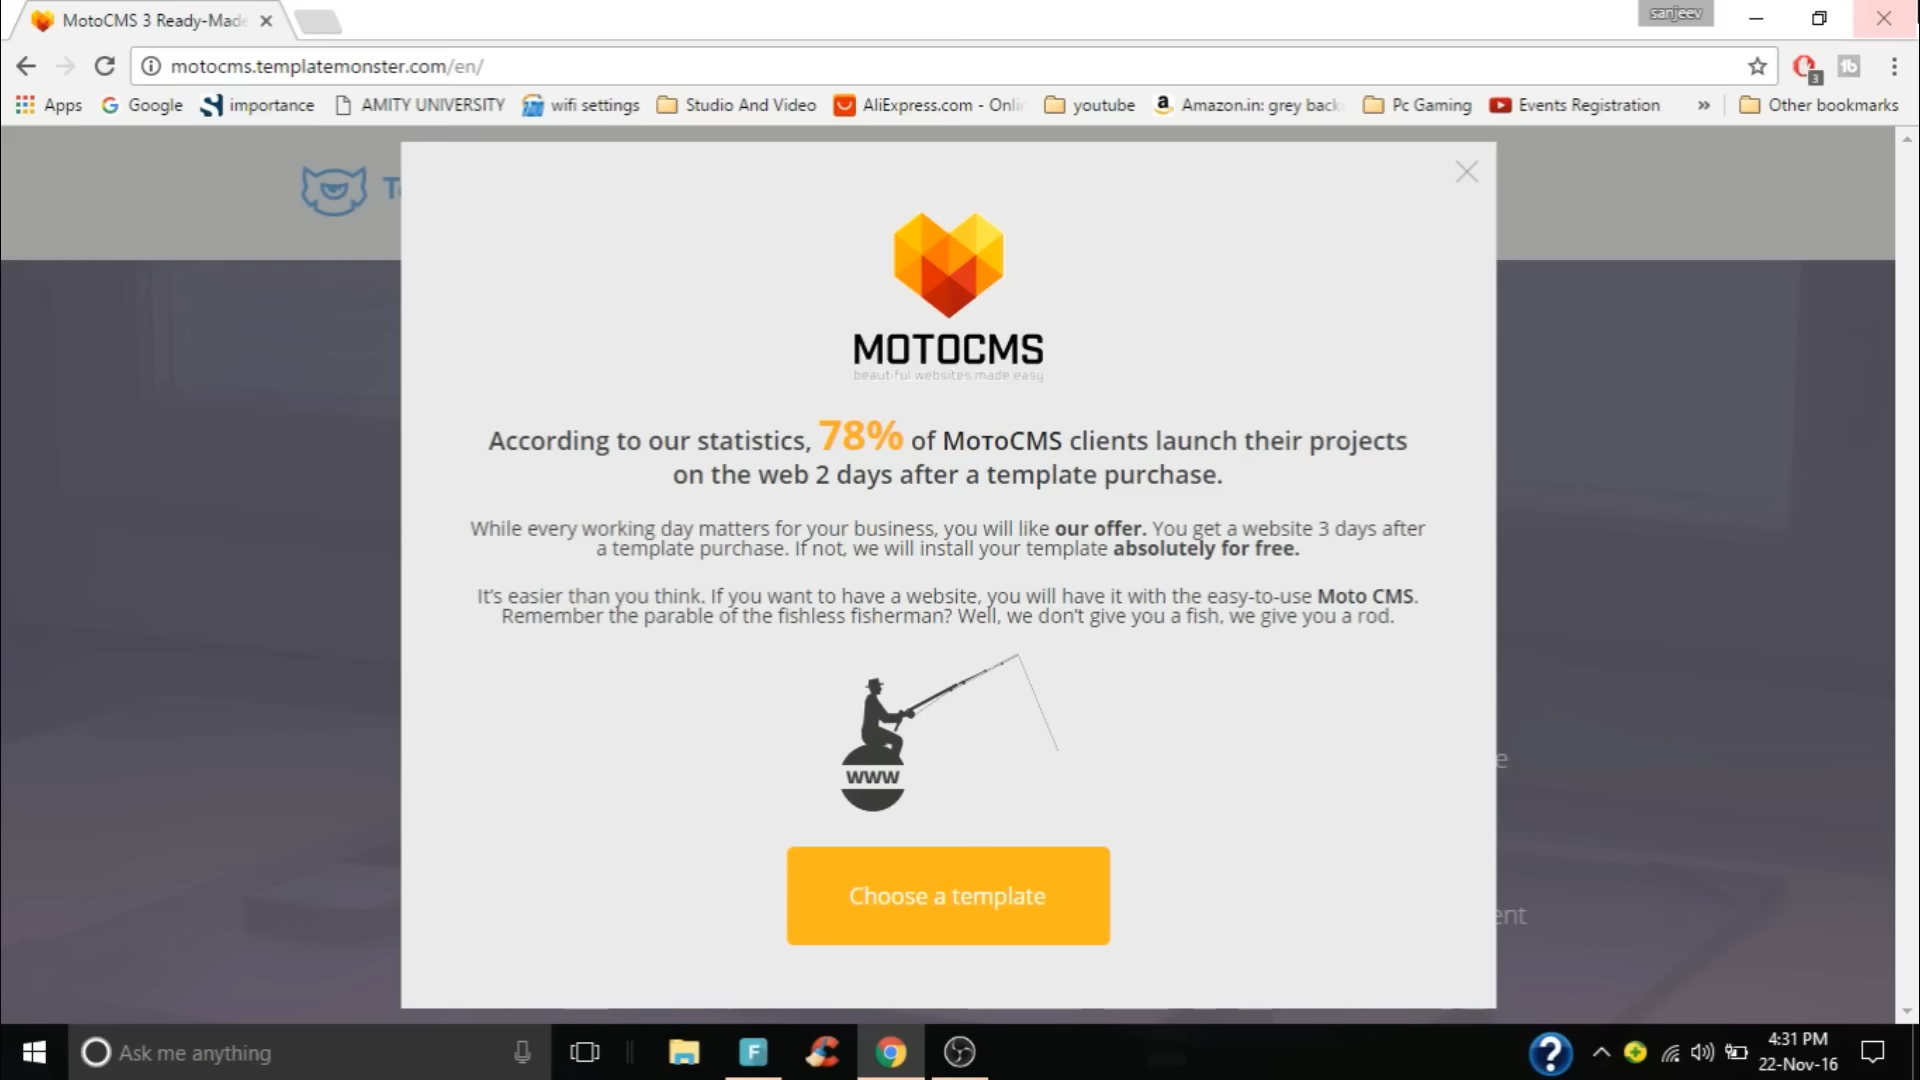 MotoCMS 3 Ready-Made
sanjeev
motocms.templatemonster.com/en/
3
Apps
Google
importance
AMITY UNIVERSITY
wifi settings
Studio And Video
AliExpress.com - Onli
youtube
Amazon.in: grey back
Pc Gaming
Events Registration
»
Other bookmarks
T
MOTOCMS
beautiful websites made easy
According to our statistics, 78% of MoтoCMS clients launch their projects
on the web 2 days after a template purchase.
While every working day matters for your business, you will like our offer. You get a website 3 days after
a template purchase. If not, we will install your template absolutely for free.
It's easier than you think. If you want to have a website, you will have it with the easy-to-use Moto CMS.
Remember the parable of the fishless fisherman? Well, we don't give you a fish, we give you a rod.
www
e
Choose a template
ent
Ask me anything
F
?
4:31 PM
22-Nov-16